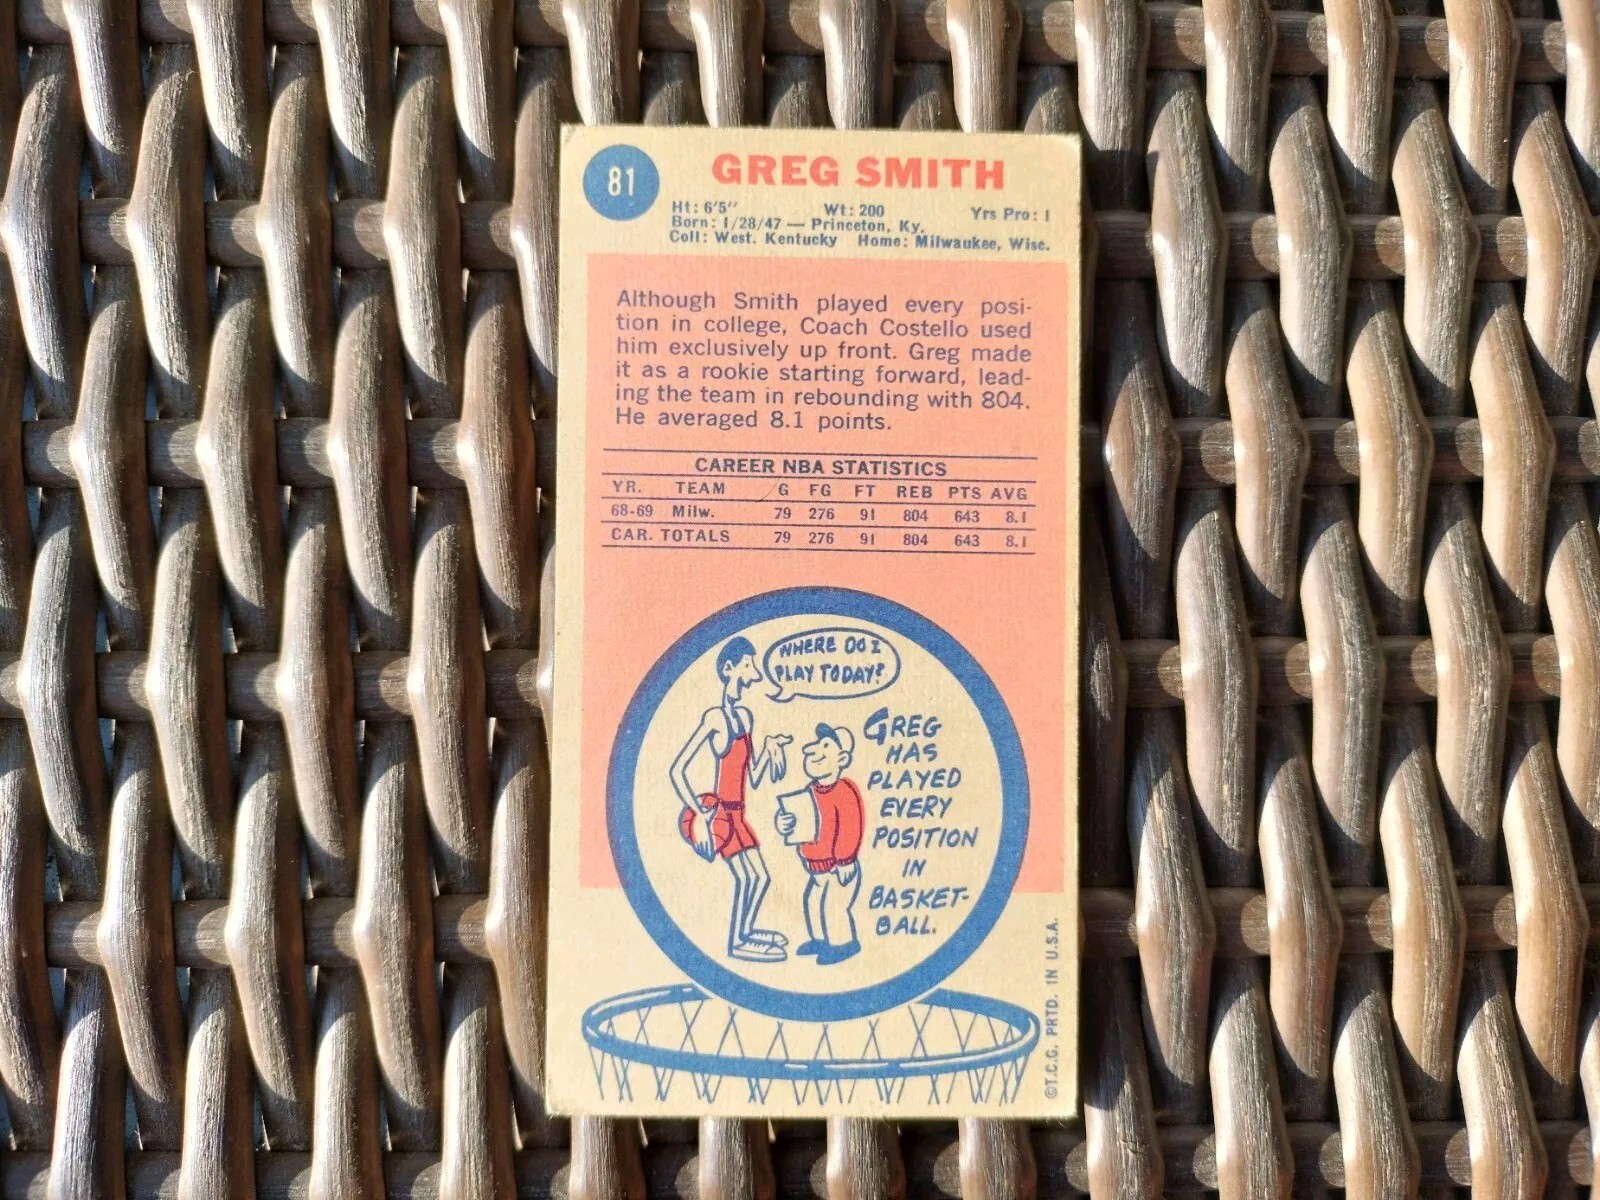 81
GREG SMITH
Ht: 6'5" Wt: 200 Yrs Pro: 1
Born: 1/28/47 — Princeton, Ky.
Coll: West. Kentucky Home: Milwaukee, Wisc.
Although Smith played every posi-
tion in college, Coach Costello used
him exclusively up front. Greg made
it as a rookie starting forward, lead-
ing the team in rebounding with 804.
He averaged 8.1 points.
CAREER NBA STATISTICS
YR. TEAM G FG FT REB PTS AVG
68-69 Milw. 79 276 91 804 643 8.1
CAR. TOTALS 79 276 91 804 643 8.1
WHERE DO I
PLAY TODAY?
GREG
HAS
PLAYED
EVERY
POSITION
IN
BASKET-
BALL.
©T.C.G. PRTD. IN U.S.A.